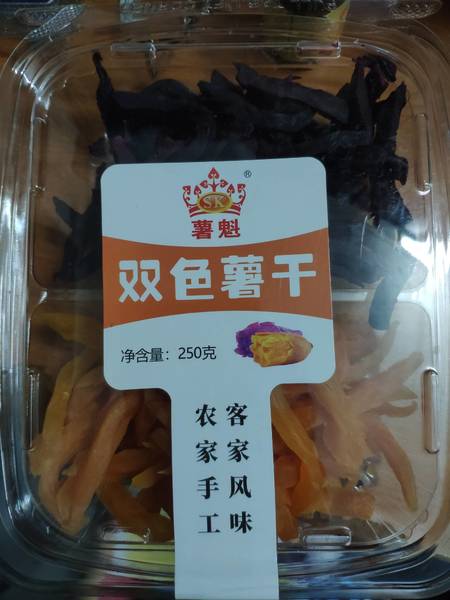 ®
SK
薯魁
双色薯干
净含量：250克
客家风味
农家手工